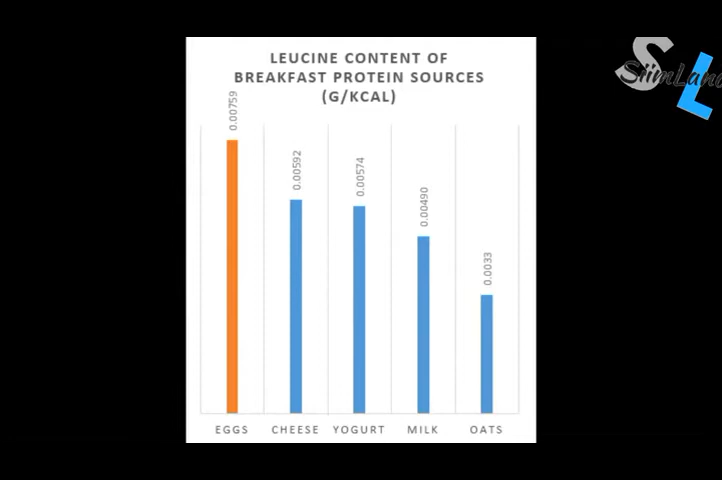 LEUCINE CONTENT OF
BREAKFAST PROTEIN SOURCES
(G/KCAL)
0.00759
0.00592
0.00574
0.00490
0.0033
EGGS CHEESE YOGURT MILK OATS
S
SiimLand
L